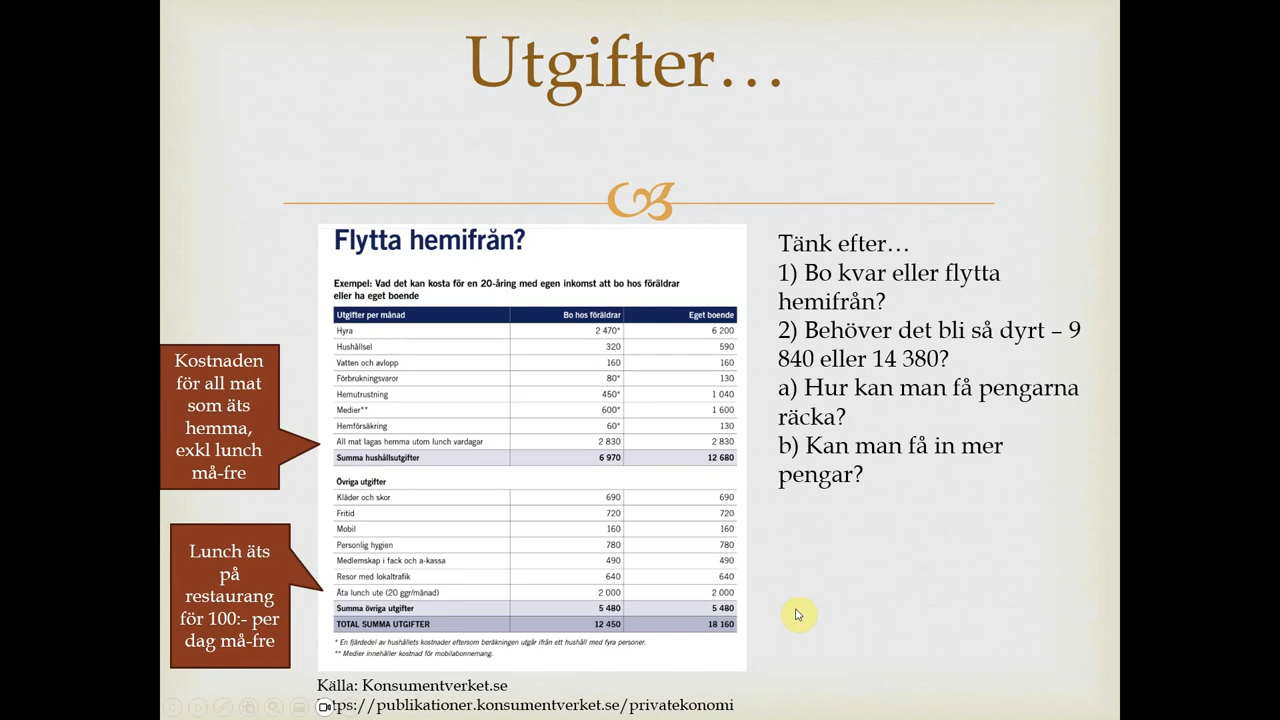 Utgifter…
Flytta hemifrån?
Exempel: Vad det kan kosta för en 20-åring med egen inkomst att bo hos föräldrar
eller ha eget boende
Utgifter per månad Bo hos föräldrar Eget boende
Hyra 2 470* 6 200
Hushållsel 320 590
Vatten och avlopp 160 160
Förbrukningsvaror 80* 130
Hemutrustning 450* 1 040
Medier** 600* 1 600
Hemförsäkring 60* 130
All mat lagas hemma utom lunch vardagar 2 830 2 830
Summa hushållsutgifter 6 970 12 680
Övriga utgifter
Kläder och skor 690 690
Fritid 720 720
Mobil 160 160
Personlig hygien 780 780
Medlemskap i fack och a-kassa 490 490
Resor med lokaltrafik 640 640
Äta lunch ute (20 ggr/månad) 2 000 2 000
Summa övriga utgifter 5 480 5 480
TOTAL SUMMA UTGIFTER 12 450 18 160
* En fjärdedel av hushållets kostnader eftersom beräkningen utgår ifrån ett hushåll med fyra personer.
** Medier innehåller kostnad för mobilabonnemang.
Kostnaden
för all mat
som äts
hemma,
exkl lunch
må-fre
Lunch äts
på
restaurang
för 100:- per
dag må-fre
Tänk efter…
1) Bo kvar eller flytta
hemifrån?
2) Behöver det bli så dyrt – 9
840 eller 14 380?
a) Hur kan man få pengarna
räcka?
b) Kan man få in mer
pengar?
Källa: Konsumentverket.se
ttps://publikationer.konsumentverket.se/privatekonomi